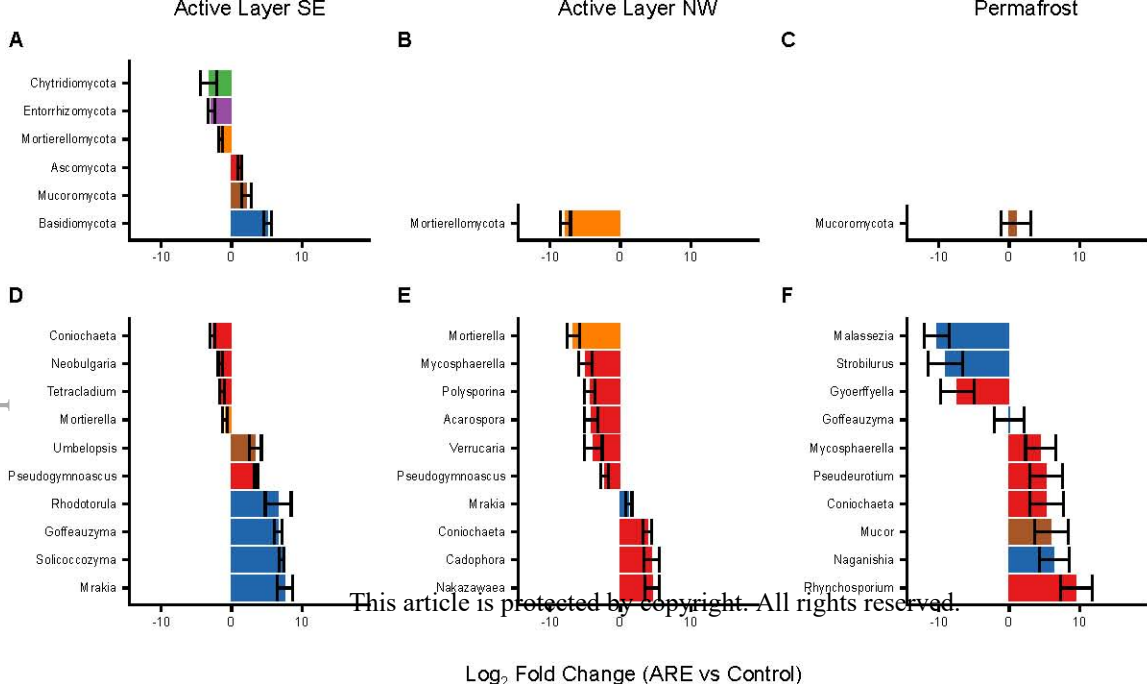 Active Layer SE Active Layer NW Permafrost
A B C
Chytridiomycota
Entorrhizomycota
Mortierellomycota
Ascomycota
Mucoromycota
Basidiomycota Mortierellomycota Mucoromycota
-10 0 10 -10 0 10 -10 0 10
D E F
Coniochaeta Mortierella Malassezia
Neobulgaria Mycosphaerella Strobilurus
Tetracladium Polysporina Gyoerffyella
Mortierella Acarospora Goffeauzyma
Umbelopsis Verrucaria Mycosphaerella
Pseudogymnoascus Pseudogymnoascus Pseudeurotium
Rhodotorula Mrakia Coniochaeta
Goffeauzyma Coniochaeta Mucor
Solicoccozyma Cadophora Naganishia
Mrakia Nakazawaea Rhynchosporium
This article is protected by copyright. All rights reserved.
-10 0 10 -10 0 10 -10 0 10
Log2 Fold Change (ARE vs Control)